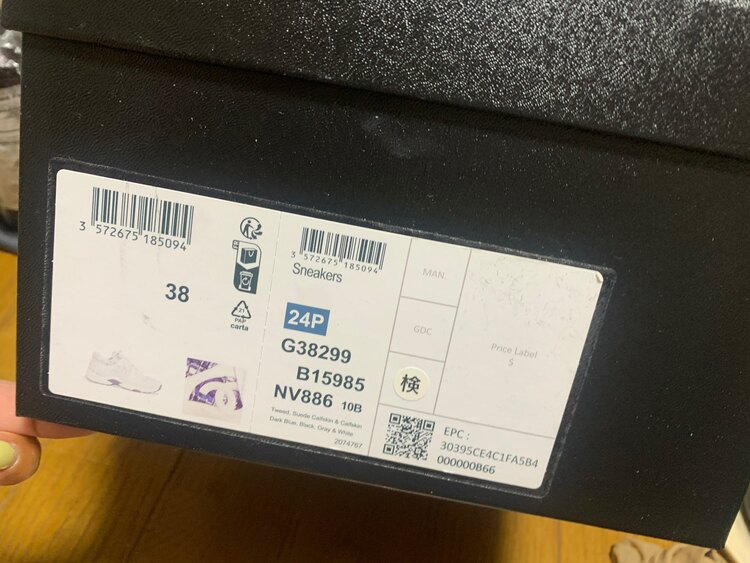 3 572675 185094
38
21
PAP
carta
3 572675 185094
Sneakers
24P
G38299
B15985
NV886 10B
Tweed, Suede Calfskin & Calfskin
Dark Blue, Black, Gray & White
2074767
MAN.
GDC
検
Price Label
S
EPC :
30395CE4C1FA5B4
000000B66